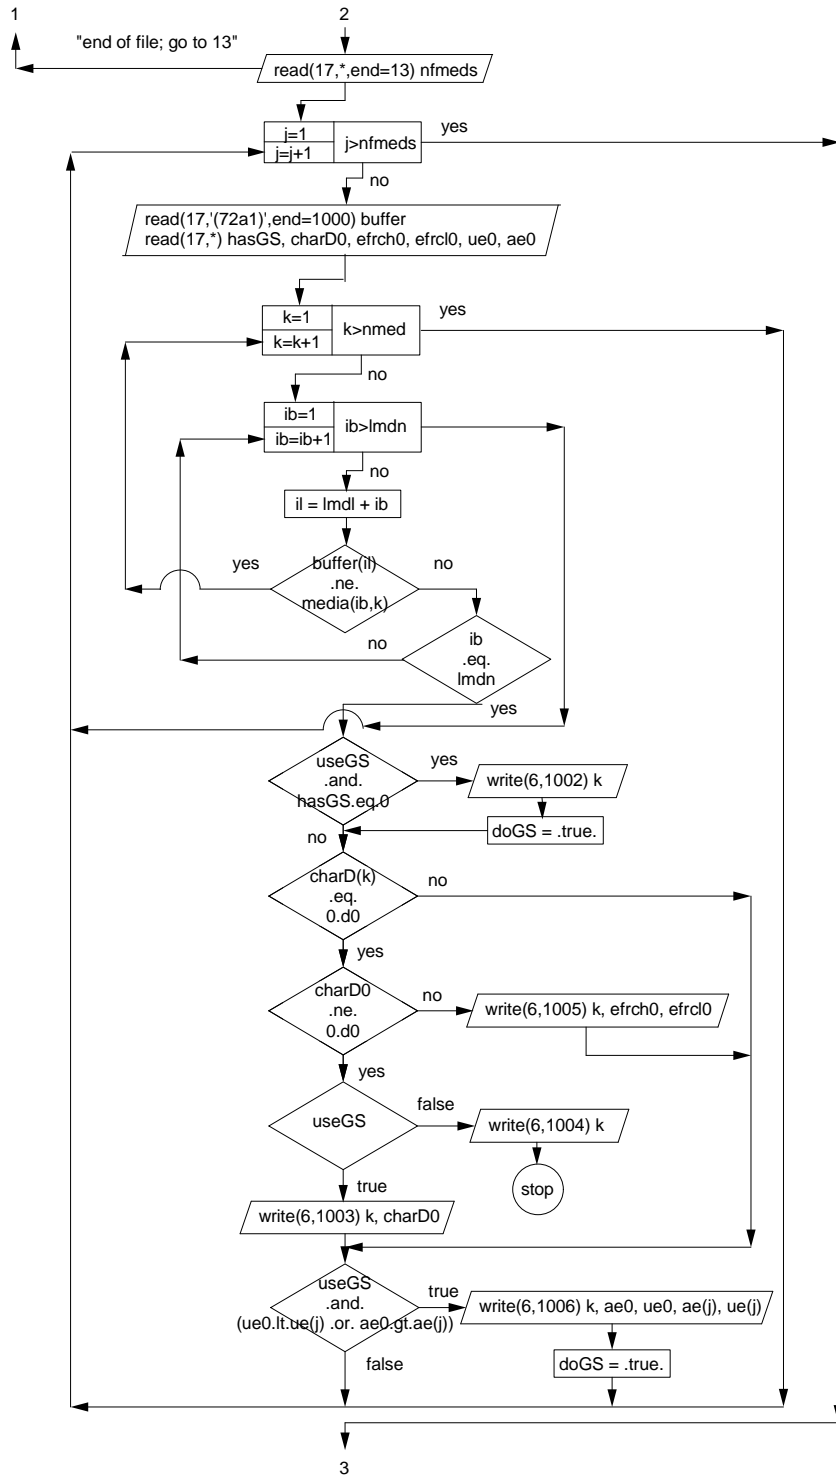 1
2
"end of file; go to 13"
read(17,*,end=13) nfmeds
j=1
j=j+1
j>nfmeds
yes
no
read(17,'(72a1)',end=1000) buffer
read(17,*) hasGS, charD0, efrch0, efrcl0, ue0, ae0
k=1
k=k+1
k>nmed
yes
no
ib=1
ib=ib+1
ib>lmdn
no
il = lmdl + ib
yes
buffer(il)
.ne.
media(ib,k)
no
no
ib
.eq.
lmdn
yes
useGS
.and.
hasGS.eq.0
yes
write(6,1002) k
doGS = .true.
no
charD(k)
.eq.
0.d0
no
yes
charD0
.ne.
0.d0
no
write(6,1005) k, efrch0, efrcl0
yes
useGS
false
write(6,1004) k
stop
true
write(6,1003) k, charD0
useGS
.and.
(ue0.lt.ue(j) .or. ae0.gt.ae(j))
true
write(6,1006) k, ae0, ue0, ae(j), ue(j)
doGS = .true.
false
3